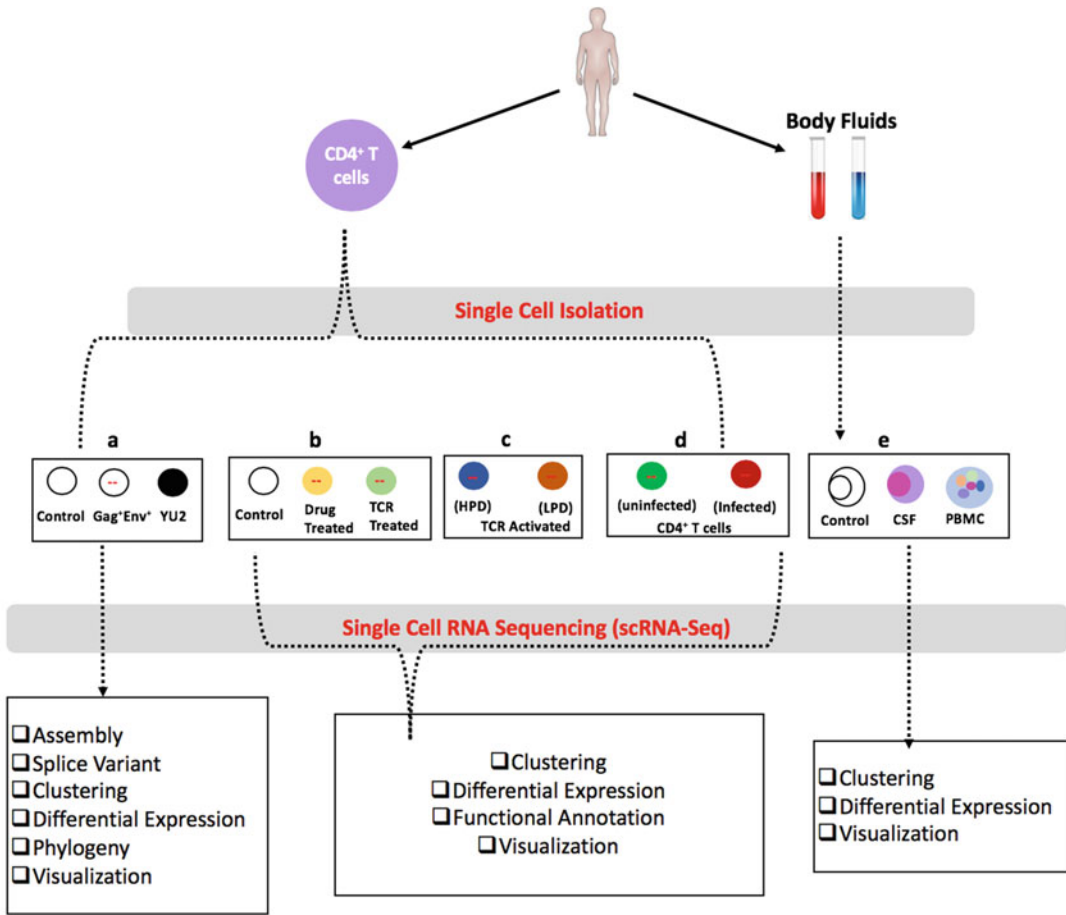 CD4⁺ T
cells
Body Fluids
Single Cell Isolation
a
Control Gag⁺Env⁺ YU2
b
Control Drug Treated TCR Treated
c
(HPD) (LPD)
TCR Activated
d
(uninfected) (Infected)
CD4⁺ T cells
e
Control CSF PBMC
Single Cell RNA Sequencing (scRNA-Seq)
❑Assembly
❑Splice Variant
❑Clustering
❑Differential Expression
❑Phylogeny
❑Visualization
❑Clustering
❑Differential Expression
❑Functional Annotation
❑Visualization
❑Clustering
❑Differential Expression
❑Visualization